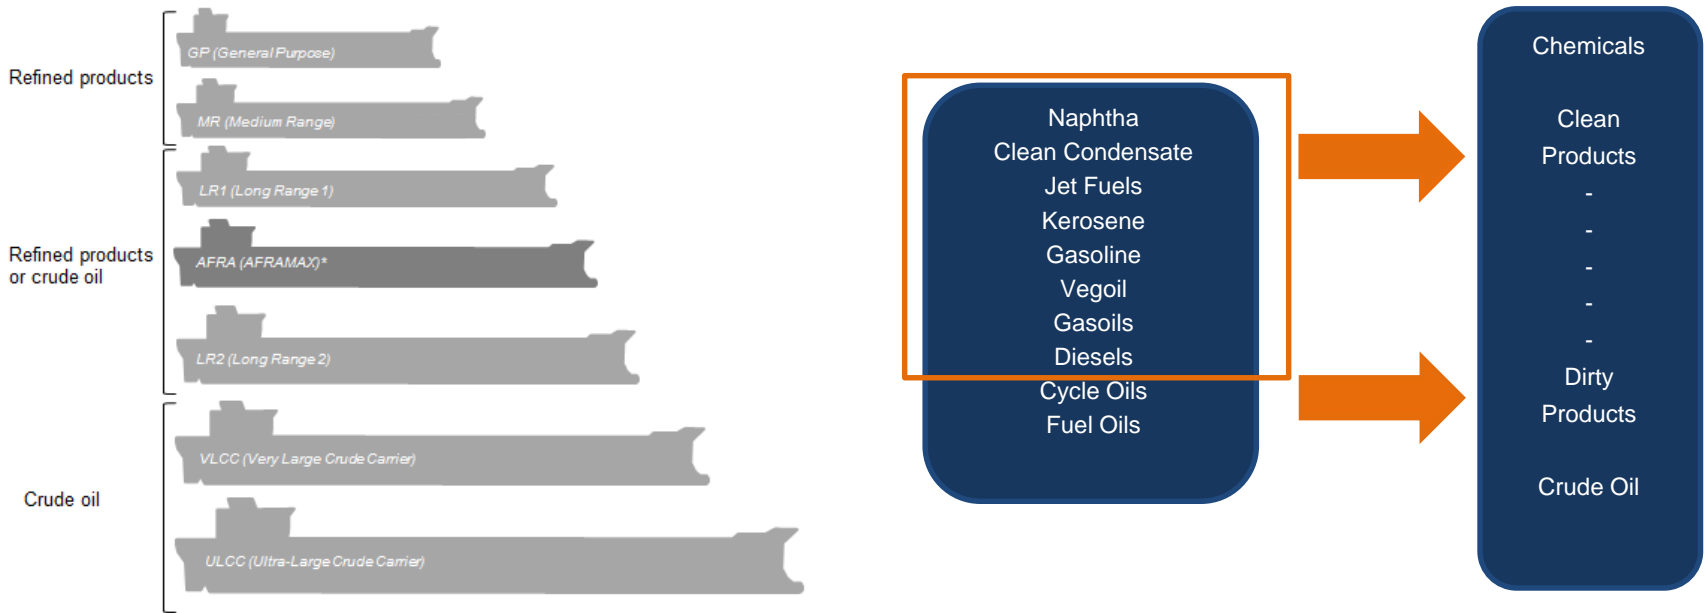 Refined products
GP (General Purpose)
MR (Medium Range)
Refined products
or crude oil
LR1 (Long Range 1)
AFRA (AFRAMAX)*
LR2 (Long Range 2)
Crude oil
VLCC (Very Large Crude Carrier)
ULCC (Ultra-Large Crude Carrier)
Naphtha
Clean Condensate
Jet Fuels
Kerosene
Gasoline
Vegoil
Gasoils
Diesels
Cycle Oils
Fuel Oils
Chemicals
Clean
Products
-
-
-
-
-
Dirty
Products
Crude Oil